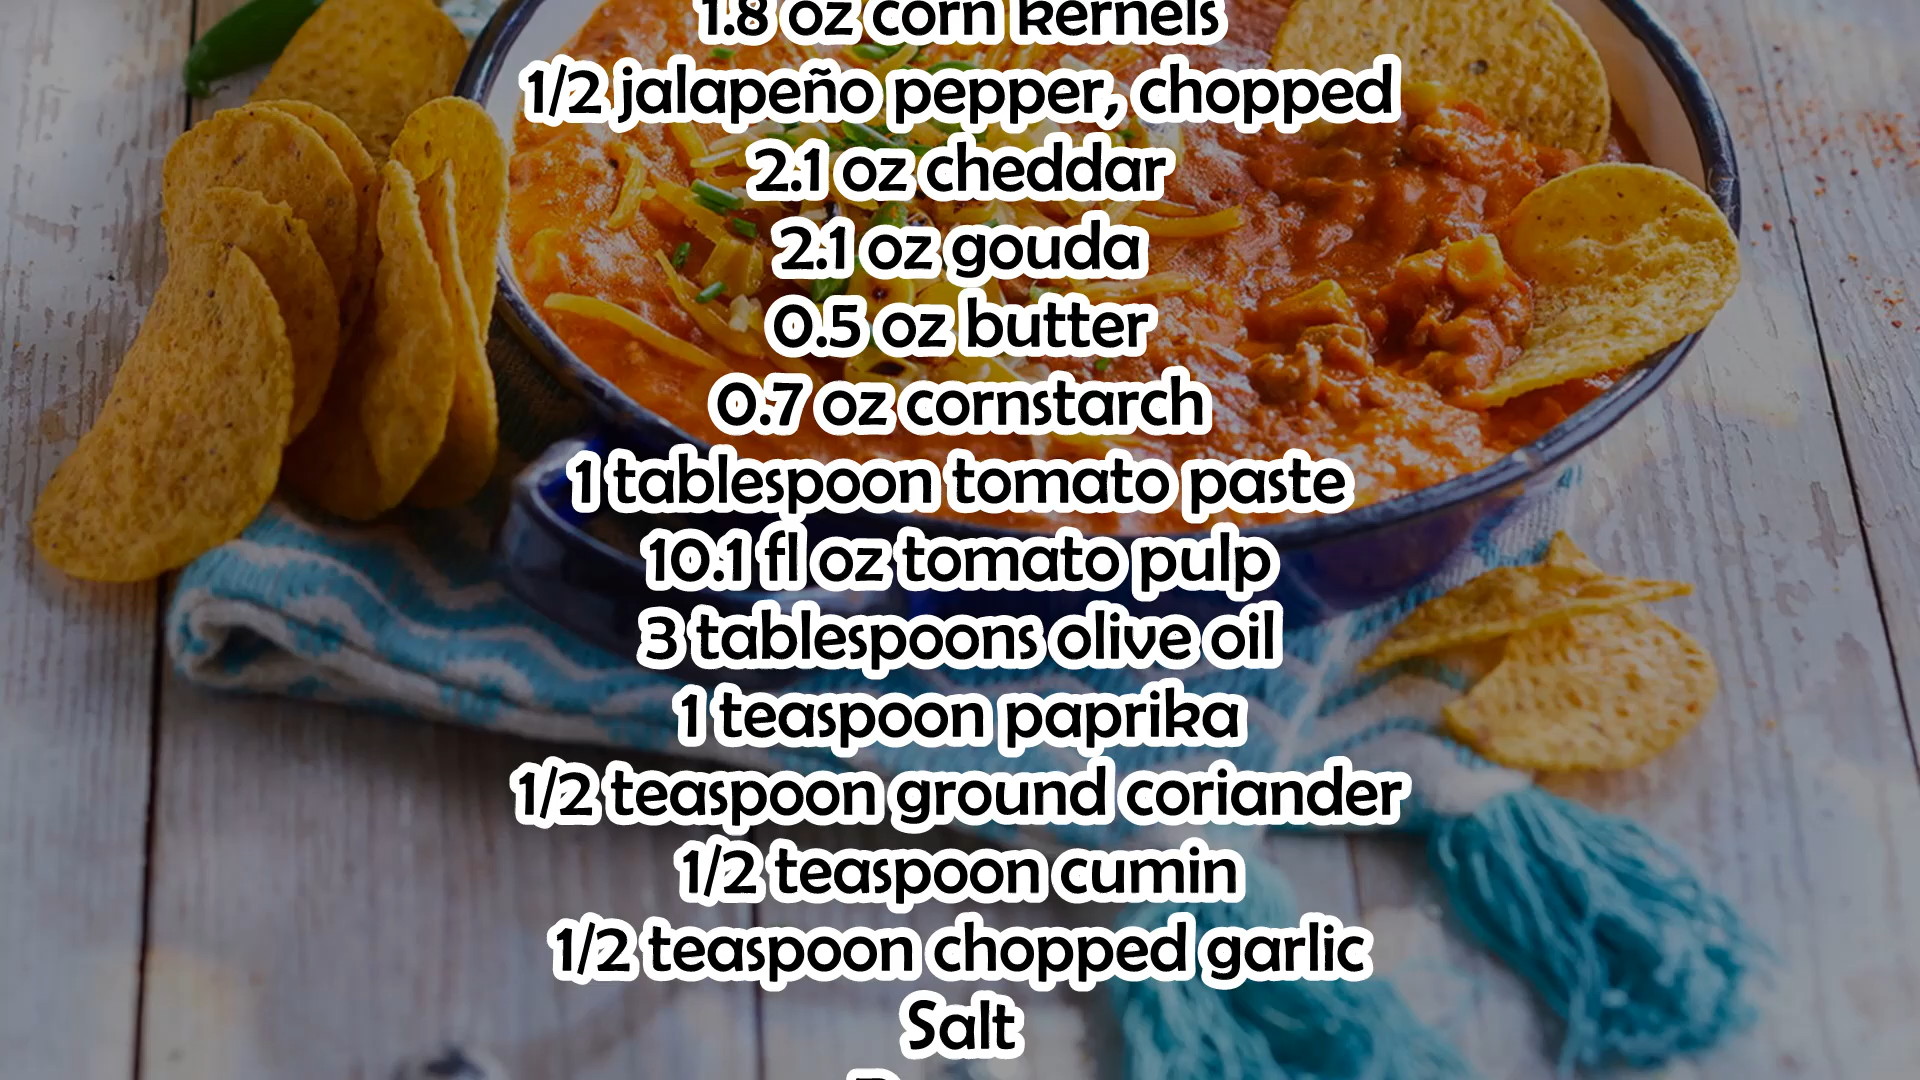 1.8 oz corn kernels
1/2 jalapeño pepper, chopped
2.1 oz cheddar
2.1 oz gouda
0.5 oz butter
0.7 oz cornstarch
1 tablespoon tomato paste
10.1 fl oz tomato pulp
3 tablespoons olive oil
1 teaspoon paprika
1/2 teaspoon ground coriander
1/2 teaspoon cumin
1/2 teaspoon chopped garlic
Salt